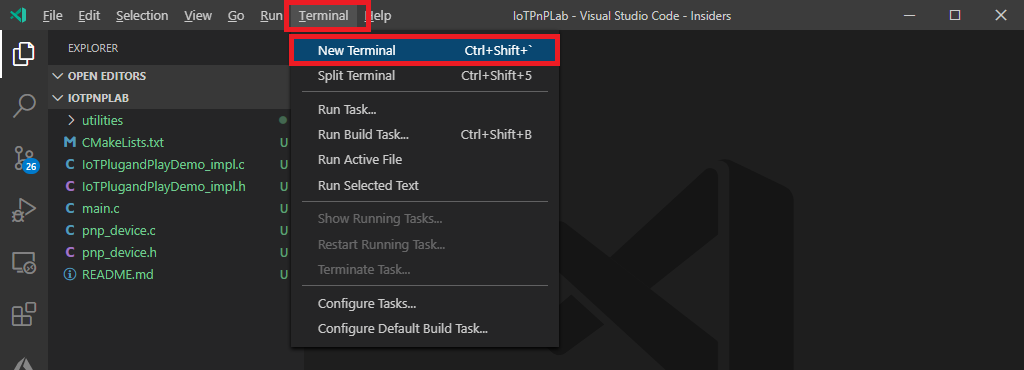 File Edit Selection View Go Run Terminal Help IoTPnPLab - Visual Studio Code - Insiders
EXPLORER
OPEN EDITORS
IOTPNPLAB
utilities
CMakeLists.txt U
IoTPlugandPlayDemo_impl.c U
IoTPlugandPlayDemo_impl.h U
main.c U
pnp_device.c U
pnp_device.h U
README.md U
26
New Terminal Ctrl+Shift+`
Split Terminal Ctrl+Shift+5
Run Task...
Run Build Task... Ctrl+Shift+B
Run Active File
Run Selected Text
Show Running Tasks...
Restart Running Task...
Terminate Task...
Configure Tasks...
Configure Default Build Task...